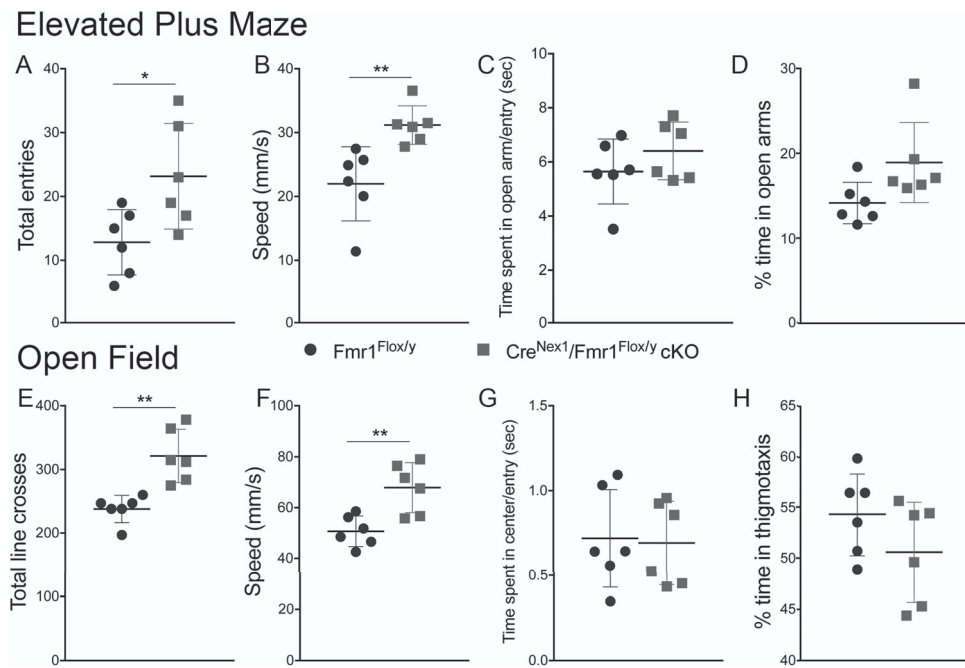 Elevated Plus Maze
A
Total entries
40
30
20
10
0
*
B
Speed (mm/s)
40
30
20
10
0
**
C
Time spent in open arm/entry (sec)
10
8
6
4
2
0
D
% time in open arms
30
20
10
0
Fmr1Flox/y
CreNex1/Fmr1Flox/y cKO
Open Field
E
Total line crosses
400
300
200
100
0
**
F
Speed (mm/s)
100
80
60
40
20
0
**
G
Time spent in center/entry (sec)
1.5
1.0
0.5
0.0
H
% time in thigmotaxis
65
60
55
50
45
40